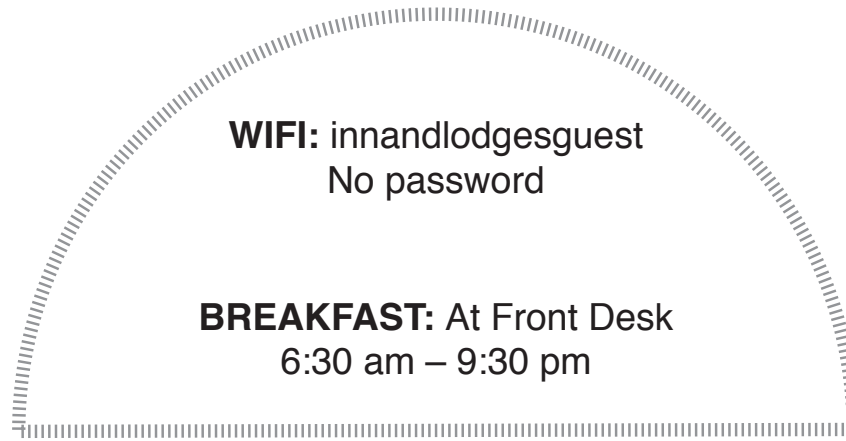 WIFI: innandlodgesguest
No password
BREAKFAST: At Front Desk
6:30 am – 9:30 pm